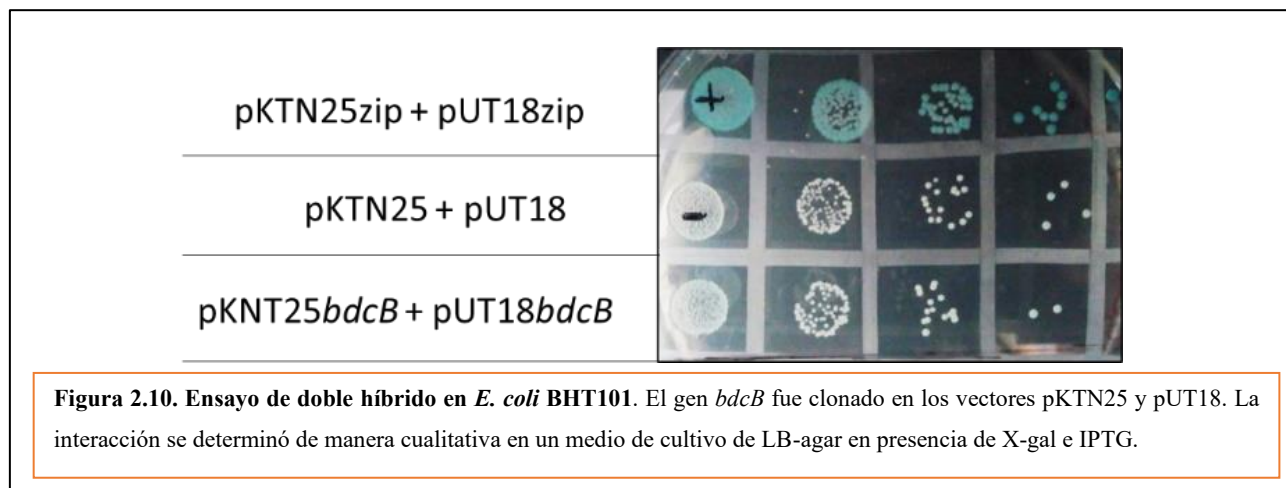 pKTN25zip + pUT18zip
+
pKTN25 + pUT18
-
pKNT25bdcB + pUT18bdcB
Figura 2.10. Ensayo de doble híbrido en E. coli BHT101. El gen bdcB fue clonado en los vectores pKTN25 y pUT18. La
interacción se determinó de manera cualitativa en un medio de cultivo de LB-agar en presencia de X-gal e IPTG.